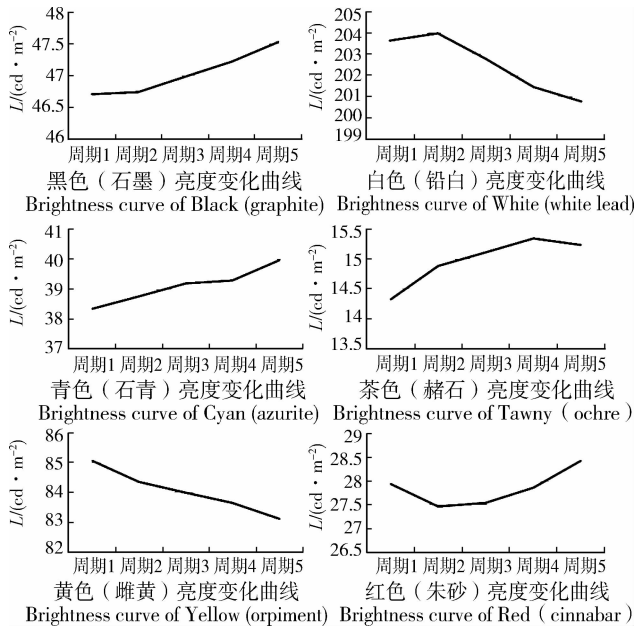 L/(cd·m⁻²)
48
47.5
47
46.5
46
周期1 周期2 周期3 周期4 周期5
黑色（石墨）亮度变化曲线
Brightness curve of Black (graphite)
L/(cd·m⁻²)
205
204
203
202
201
200
199
周期1 周期2 周期3 周期4 周期5
白色（铅白）亮度变化曲线
Brightness curve of White (white lead)
L/(cd·m⁻²)
41
40
39
38
37
周期1 周期2 周期3 周期4 周期5
青色（石青）亮度变化曲线
Brightness curve of Cyan (azurite)
L/(cd·m⁻²)
15.5
15
14.5
14
13.5
周期1 周期2 周期3 周期4 周期5
茶色（赭石）亮度变化曲线
Brightness curve of Tawny（ochre）
L/(cd·m⁻²)
85
85
84
83
82
周期1 周期2 周期3 周期4 周期5
黄色（雌黄）亮度变化曲线
Brightness curve of Yellow (orpiment)
L/(cd·m⁻²)
29
28.5
28
27.5
27
26.5
周期1 周期2 周期3 周期4 周期5
红色（朱砂）亮度变化曲线
Brightness curve of Red（cinnabar）